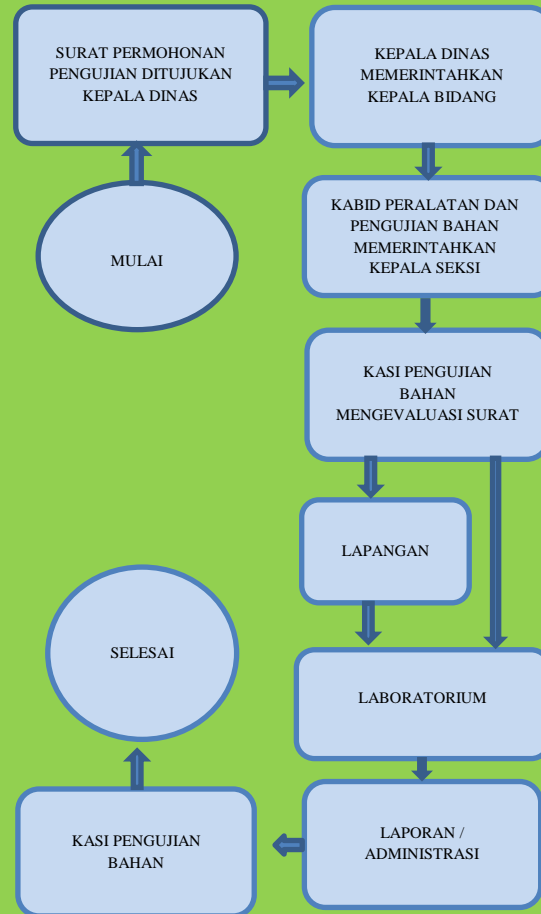 SURAT PERMOHONAN
PENGUJIAN DITUJUKAN
KEPALA DINAS
KEPALA DINAS
MEMERINTAHKAN
KEPALA BIDANG
MULAI
KABID PERALATAN DAN
PENGUJIAN BAHAN
MEMERINTAHKAN
KEPALA SEKSI
KASI PENGUJIAN
BAHAN
MENGEVALUASI SURAT
LAPANGAN
SELESAI
LABORATORIUM
KASI PENGUJIAN
BAHAN
LAPORAN /
ADMINISTRASI